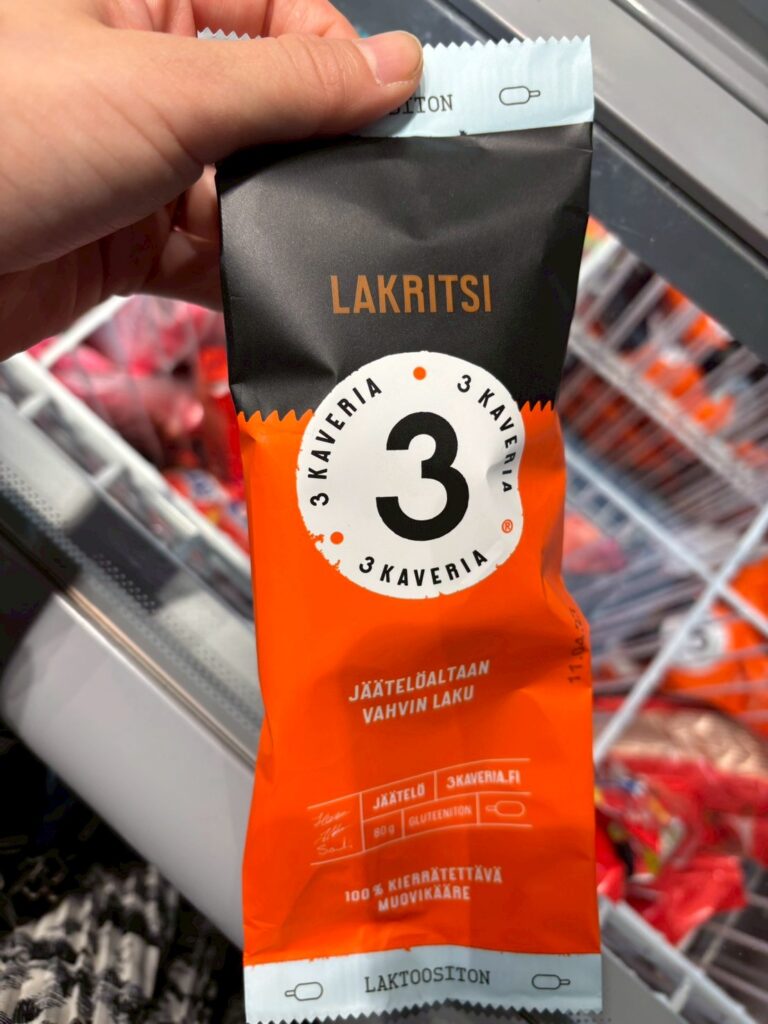 LAKRITSI
3 KAVERIA
3 KAVERIA
3
3 KAVERIA
®
JÄÄTELÖALTAAN
VAHVIN LAKU
JÄÄTELÖ
3KAVERIA.FI
80 g
GLUTEENITON
100 % KIERRÄTETTÄVÄ
MUOVIKÄÄRE
LAKTOOSITON
3